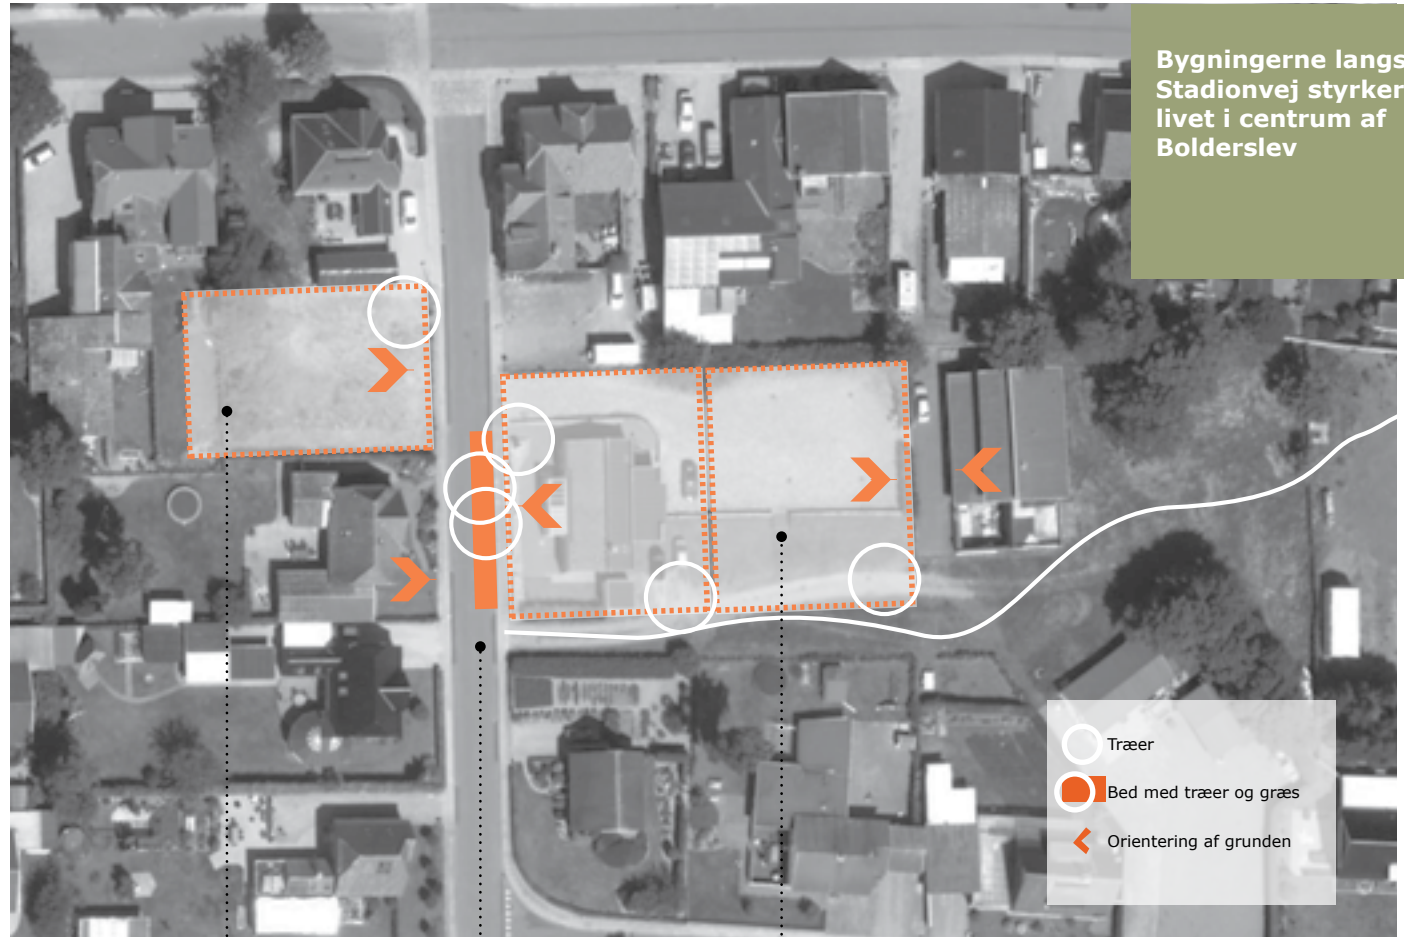 Bygningerne langs
Stadionvej styrker
livet i centrum af
Bolderslev
Træer
Bed med træer og græs
Orientering af grunden